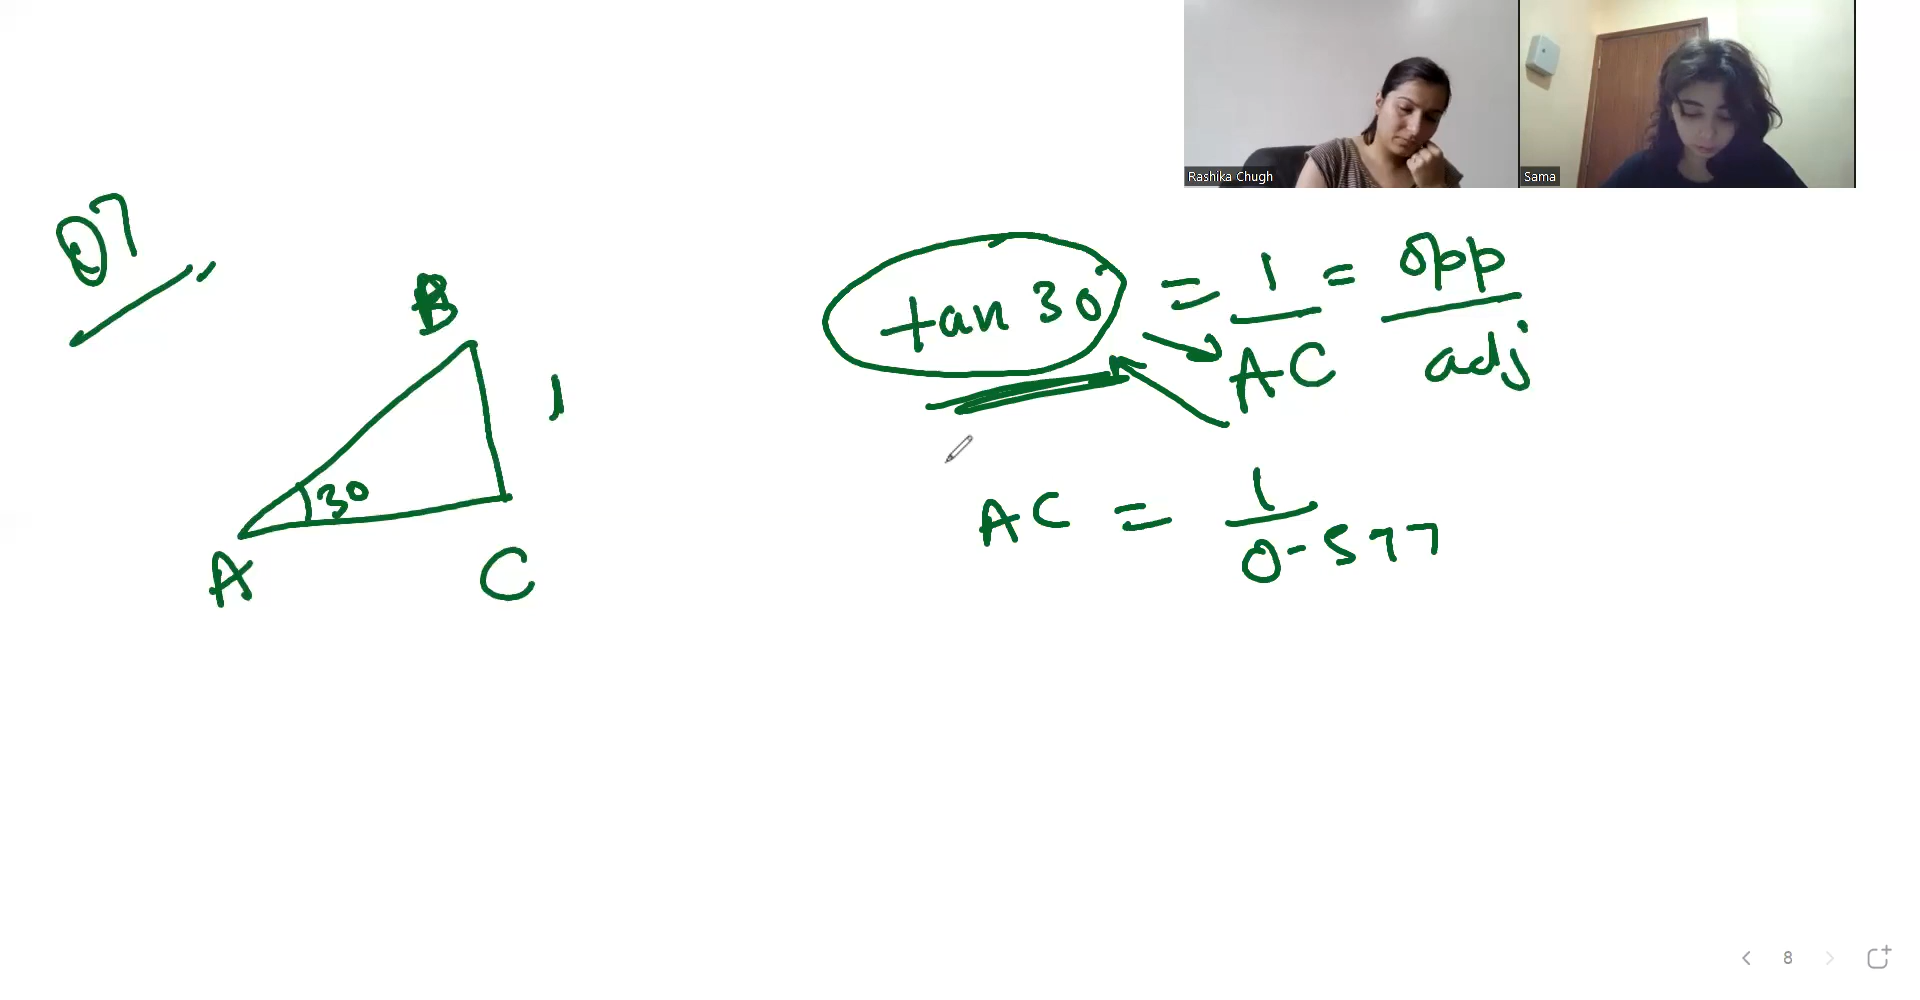 Rashika Chugh
Sama
Q7
B
1
30
A
C
tan 30° = 1/AC = opp/adj
AC = 1/0.577
8